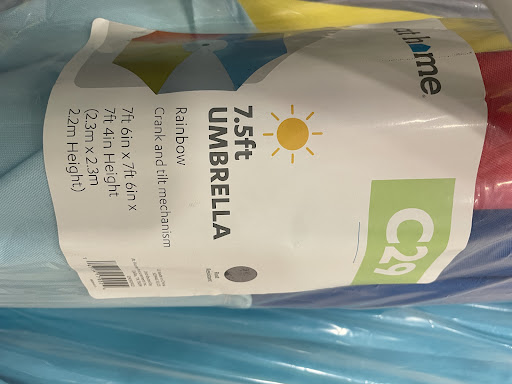 at home.
C29
7.5ft
UMBRELLA
Rainbow
Crank and tilt mechanism
7ft 6in x 7ft 6in x
7ft 4in Height
(2.3m x 2.3m
2.2m Height)